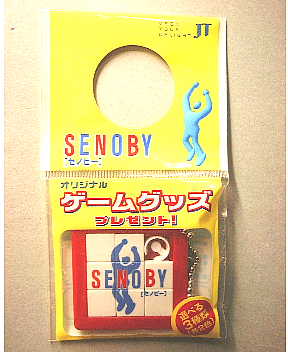 JT
SENOBY
[セノビー]
オリジナル
ゲームグッズ
プレゼント!
SENOBY
[セノビー]
選べる
3種類